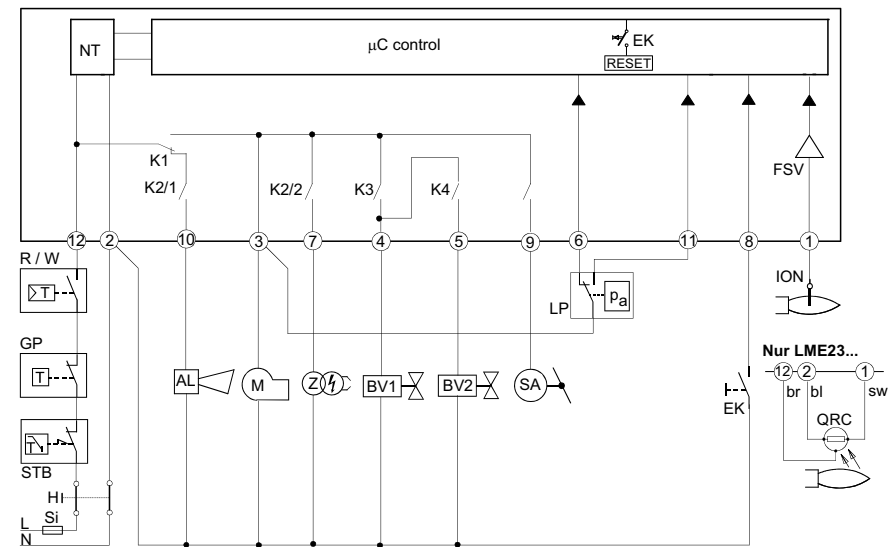 NT
μC control
EK
RESET
FSV
K1
K2/1
K2/2
K3
K4
12
2
10
3
7
4
5
9
6
11
8
1
R / W
T
LP
pa
ION
GP
T
AL
M
Z
BV1
BV2
SA
EK
Nur LME23...
12
2
1
br
bl
sw
QRC
T
STB
H
L
Si
N